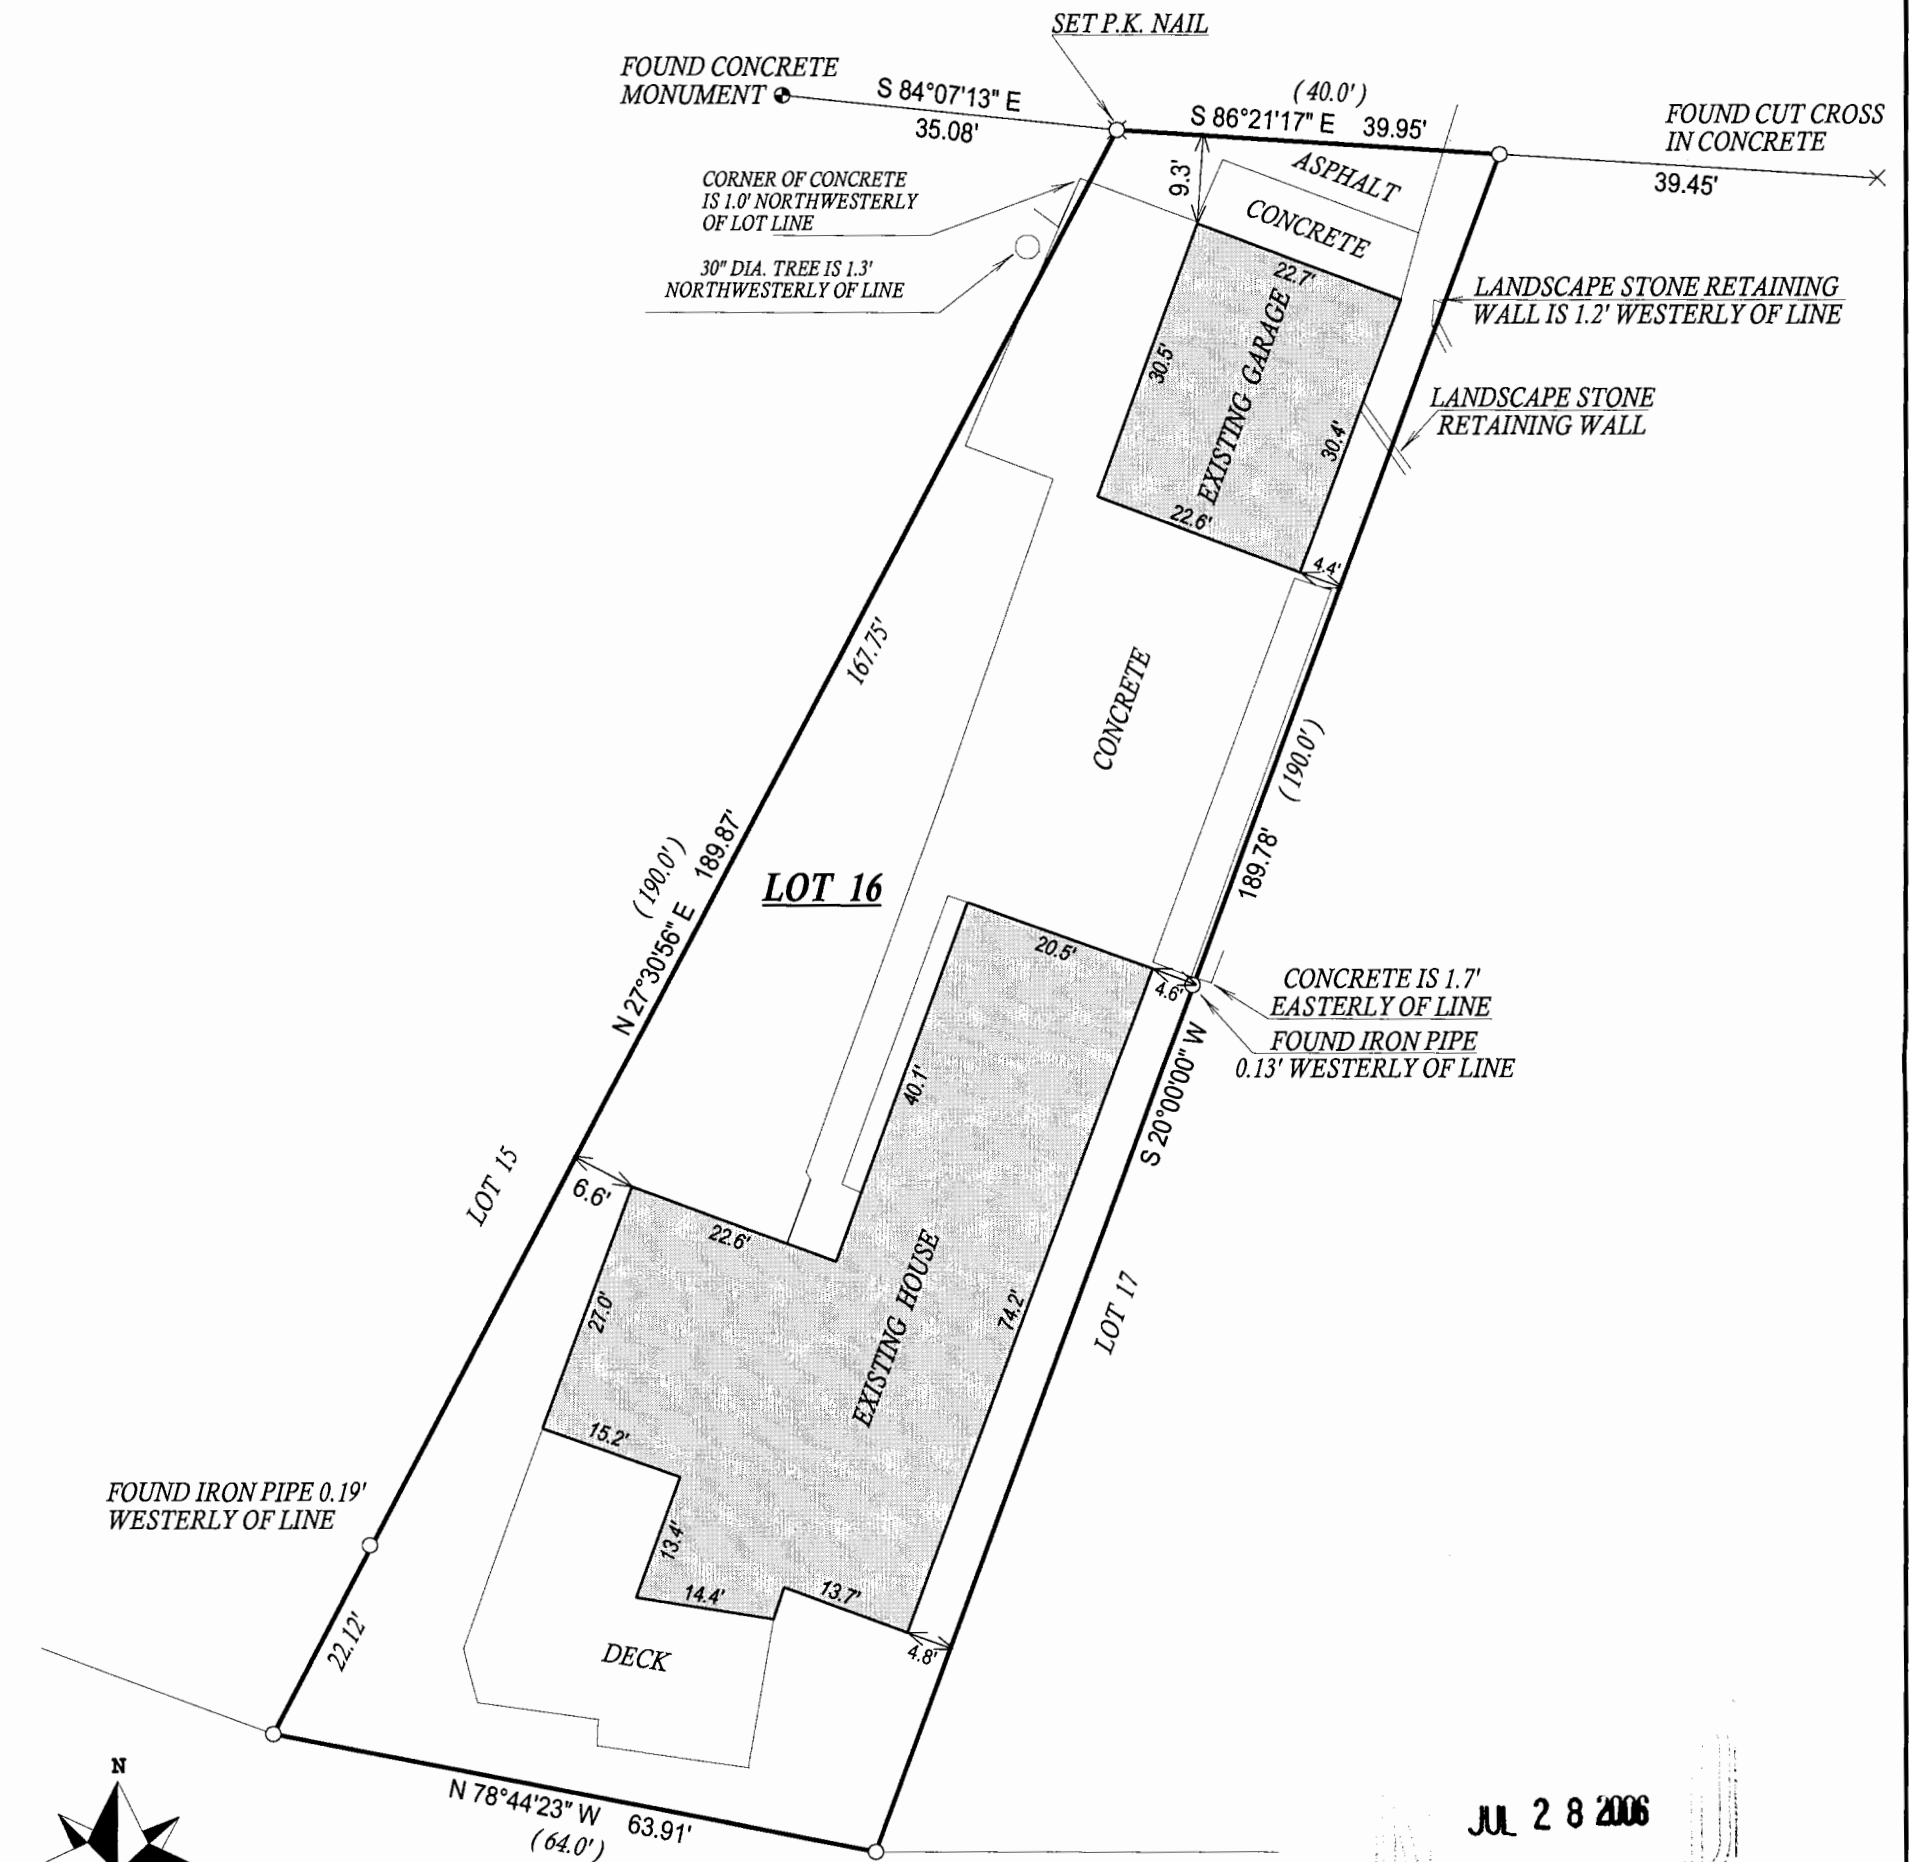 SET P.K. NAIL
FOUND CONCRETE
MONUMENT
S 84°07'13" E
35.08'
(40.0')
S 86°21'17" E 39.95'
FOUND CUT CROSS
IN CONCRETE
39.45'
CORNER OF CONCRETE
IS 1.0' NORTHWESTERLY
OF LOT LINE
9.3'
ASPHALT
CONCRETE
30" DIA. TREE IS 1.3'
NORTHWESTERLY OF LINE
22.7'
LANDSCAPE STONE RETAINING
WALL IS 1.2' WESTERLY OF LINE
30.5'
EXISTING GARAGE
30.4'
LANDSCAPE STONE
RETAINING WALL
22.6'
4.4'
167.75'
CONCRETE
(190.0')
189.78'
(190.0')
N 27°30'56" E 189.87'
LOT 16
20.5'
4.6'
CONCRETE IS 1.7'
EASTERLY OF LINE
FOUND IRON PIPE
0.13' WESTERLY OF LINE
40.1'
S 20°00'00" W
LOT 15
6.6'
22.6'
27.0'
EXISTING HOUSE
74.2'
LOT 17
15.2'
FOUND IRON PIPE 0.19'
WESTERLY OF LINE
13.4'
14.4'
13.7'
22.12'
DECK
4.8'
N
N 78°44'23" W 63.91'
(64.0')
JUL 28 2006